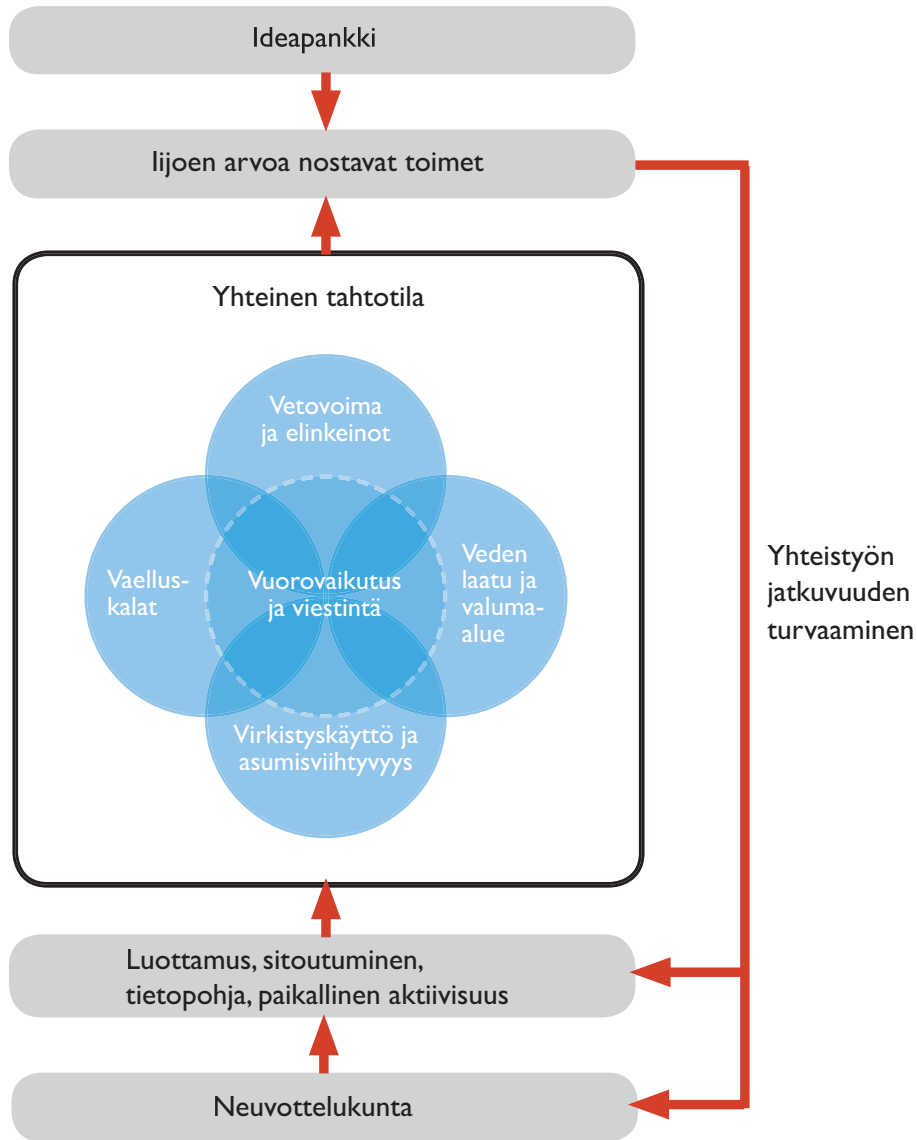 Ideapankki
Iijoen arvoa nostavat toimet
Yhteinen tahtotila
Vetovoima
ja elinkeinot
Vaellus-
kalat
Vuorovaikutus
ja viestintä
Veden
laatu ja
valuma-
alue
Virkistyskäyttö ja
asumisviihtyvyys
Yhteistyön
jatkuvuuden
turvaaminen
Luottamus, sitoutuminen,
tietopohja, paikallinen aktiivisuus
Neuvottelukunta